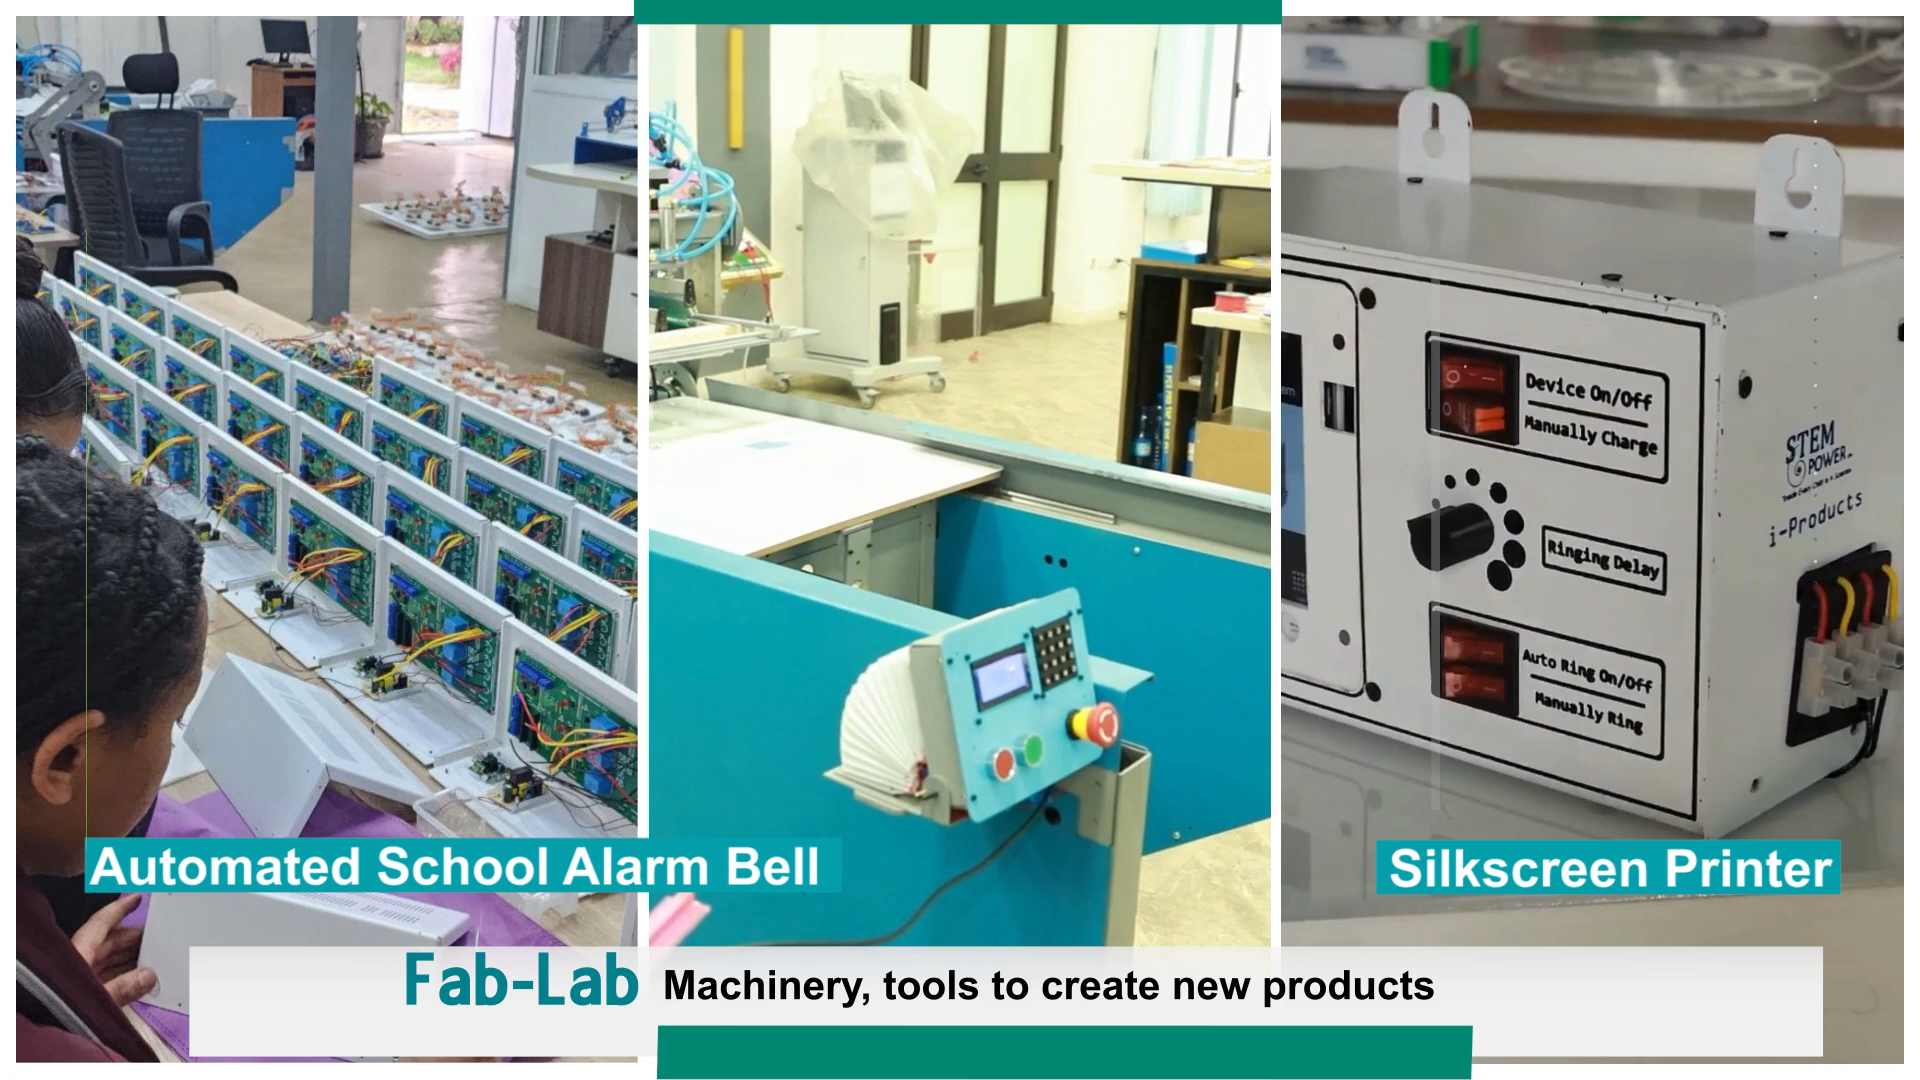 Device On/Off
Manually Charge
STEM
POWER
i-Products
Ringing Delay
Auto Ring On/Off
Manually Ring
Automated School Alarm Bell
Silkscreen Printer
Fab-Lab Machinery, tools to create new products